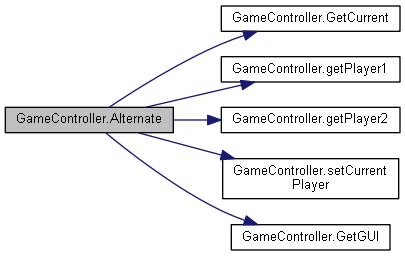 GameController.GetCurrent
GameController.getPlayer1
GameController.Alternate
GameController.getPlayer2
GameController.setCurrent
Player
GameController.GetGUI